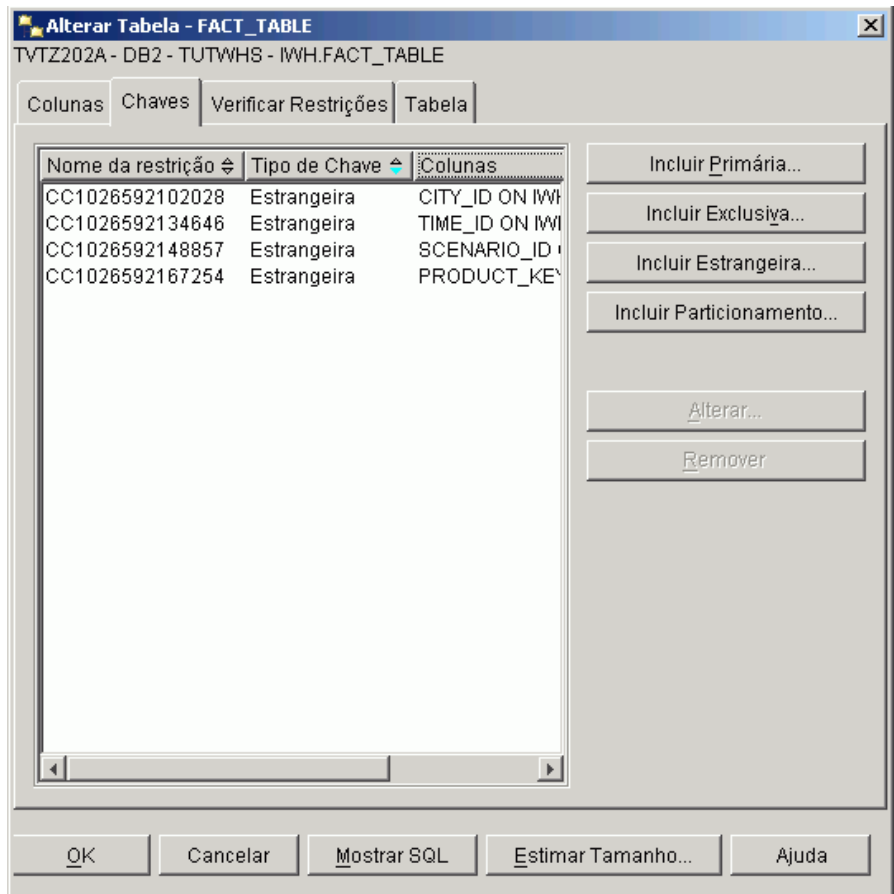 Alterar Tabela - FACT_TABLE
TVTZ202A - DB2 - TUTWHS - IWH.FACT_TABLE
Colunas Chaves Verificar Restrições Tabela
Nome da restrição Tipo de Chave Colunas
CC1026592102028 Estrangeira CITY_ID ON IWH
CC1026592134646 Estrangeira TIME_ID ON IWH
CC1026592148857 Estrangeira SCENARIO_ID
CC1026592167254 Estrangeira PRODUCT_KEY
Incluir Primária...
Incluir Exclusiva...
Incluir Estrangeira...
Incluir Particionamento...
Alterar...
Remover
OK Cancelar Mostrar SQL Estimar Tamanho... Ajuda